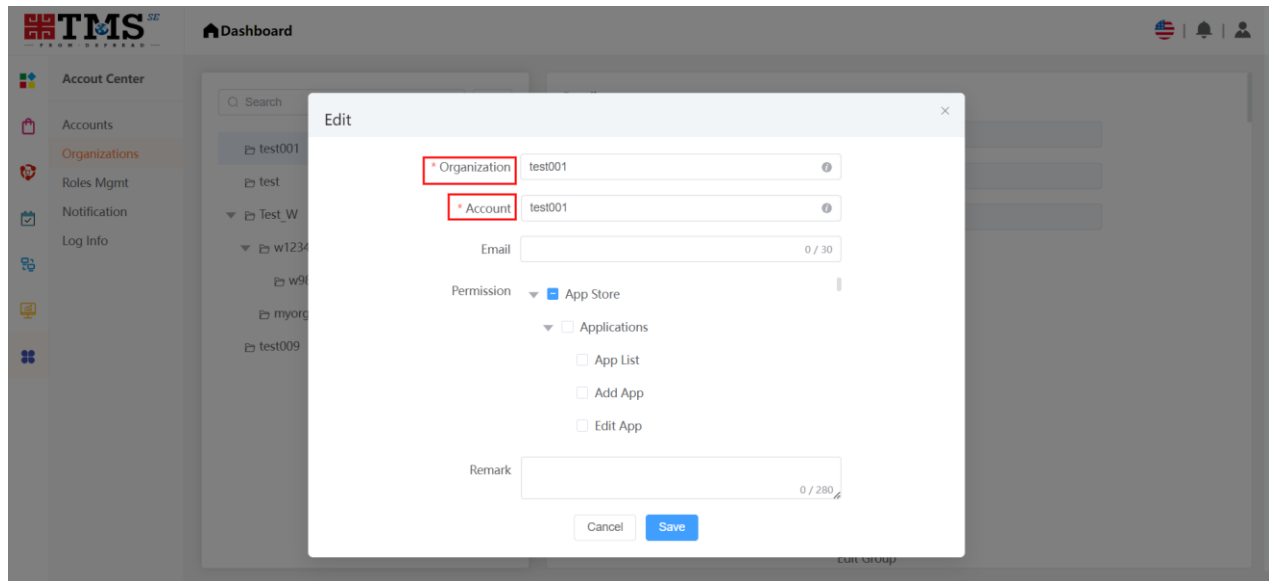 TMS SE
Dashboard
Accout Center
Accounts
Organizations
Roles Mgmt
Notification
Log Info
Search
test001
test
Test_W
w1234
w98
myorg
test009
Edit
* Organization test001
* Account test001
Email 0 / 30
Permission App Store
Applications
App List
Add App
Edit App
Remark
0 / 280
Cancel Save
Edit Group